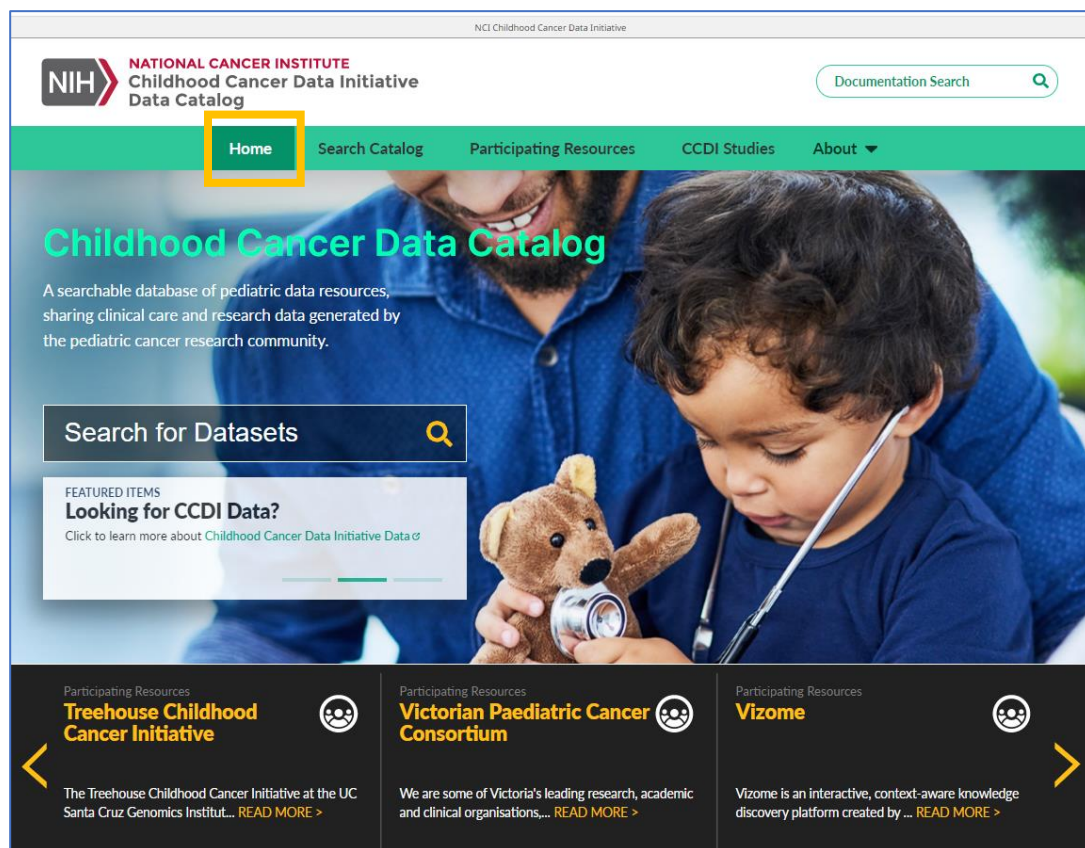 NCI Childhood Cancer Data Initiative
NIH
NATIONAL CANCER INSTITUTE
Childhood Cancer Data Initiative
Data Catalog
Documentation Search
Home
Search Catalog
Participating Resources
CCDI Studies
About
Childhood Cancer Data Catalog
A searchable database of pediatric data resources,
sharing clinical care and research data generated by
the pediatric cancer research community.
Search for Datasets
FEATURED ITEMS
Looking for CCDI Data?
Click to learn more about Childhood Cancer Data Initiative Data
Participating Resources
Treehouse Childhood
Cancer Initiative
The Treehouse Childhood Cancer Initiative at the UC
Santa Cruz Genomics Institut... READ MORE >
Participating Resources
Victorian Paediatric Cancer
Consortium
We are some of Victoria's leading research, academic
and clinical organisations,... READ MORE >
Participating Resources
Vizome
Vizome is an interactive, context-aware knowledge
discovery platform created by ... READ MORE >